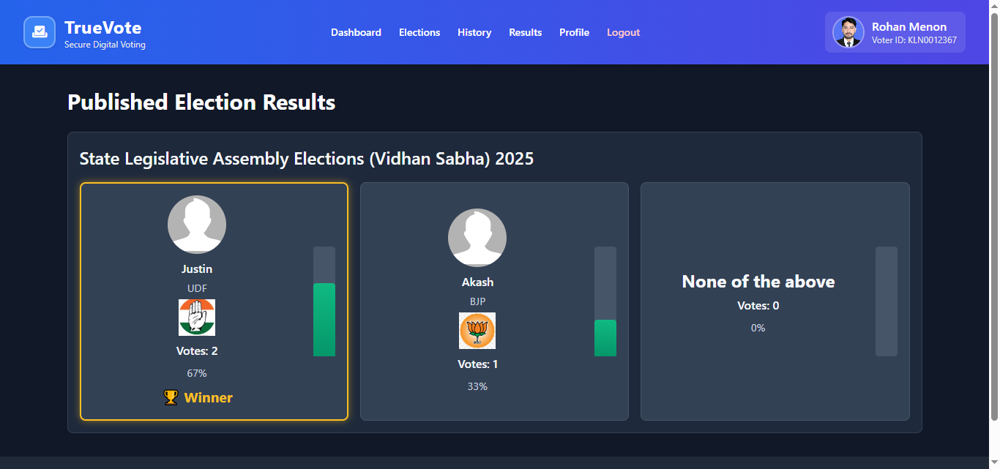 TrueVote
Secure Digital Voting
Dashboard
Elections
History
Results
Profile
Logout
Rohan Menon
Voter ID: KLN0012367
Published Election Results
State Legislative Assembly Elections (Vidhan Sabha) 2025
Justin
UDF
Votes: 2
67%
Winner
Akash
BJP
Votes: 1
33%
None of the above
Votes: 0
0%